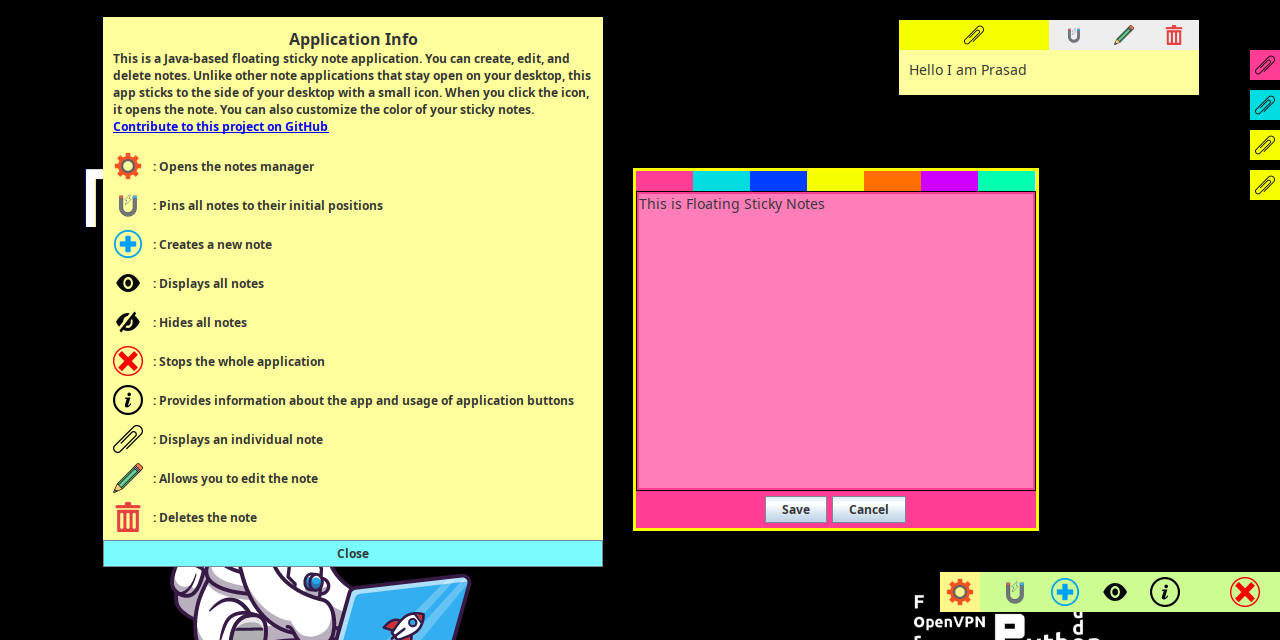 Application Info
This is a Java-based floating sticky note application. You can create, edit, and
delete notes. Unlike other note applications that stay open on your desktop, this
app sticks to the side of your desktop with a small icon. When you click the icon,
it opens the note. You can also customize the color of your sticky notes.
Contribute to this project on GitHub
: Opens the notes manager
: Pins all notes to their initial positions
: Creates a new note
: Displays all notes
: Hides all notes
: Stops the whole application
: Provides information about the app and usage of application buttons
: Displays an individual note
: Allows you to edit the note
: Deletes the note
Close
Hello I am Prasad
This is Floating Sticky Notes
Save Cancel
F
OpenVPN